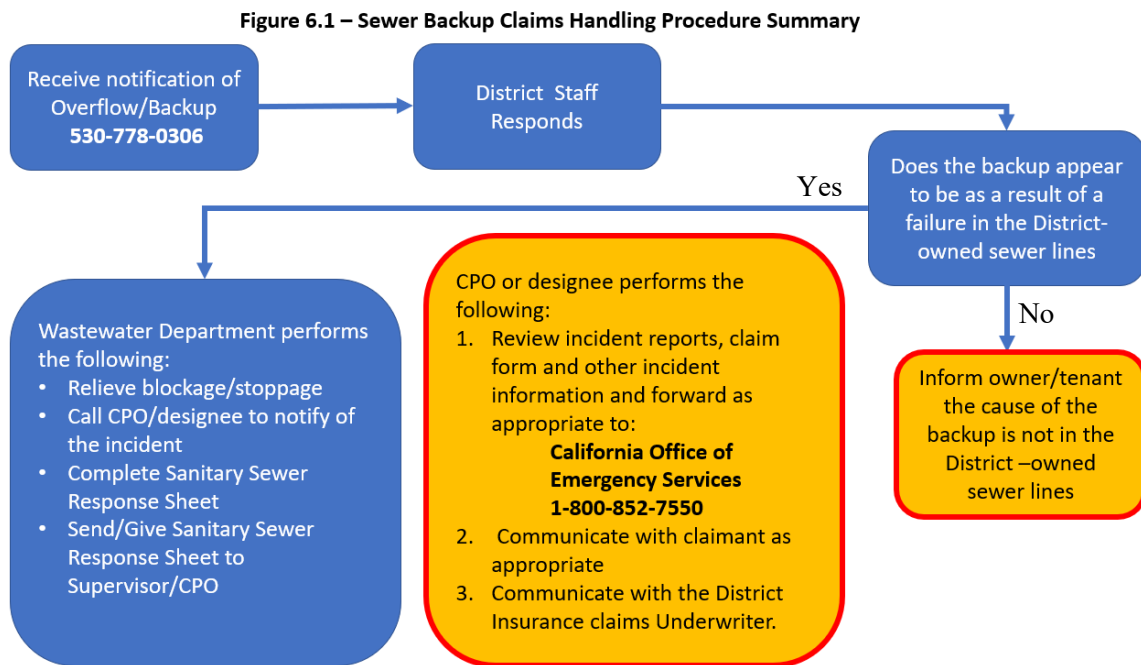 Figure 6.1 – Sewer Backup Claims Handling Procedure Summary
Receive notification of
Overflow/Backup
530-778-0306
District Staff
Responds
Does the backup appear
to be as a result of a
failure in the District-
owned sewer lines
Yes
No
Wastewater Department performs
the following:
• Relieve blockage/stoppage
• Call CPO/designee to notify of
the incident
• Complete Sanitary Sewer
Response Sheet
• Send/Give Sanitary Sewer
Response Sheet to
Supervisor/CPO
CPO or designee performs the
following:
1. Review incident reports, claim
form and other incident
information and forward as
appropriate to:
California Office of
Emergency Services
1-800-852-7550
2. Communicate with claimant as
appropriate
3. Communicate with the District
Insurance claims Underwriter.
Inform owner/tenant
the cause of the
backup is not in the
District –owned
sewer lines